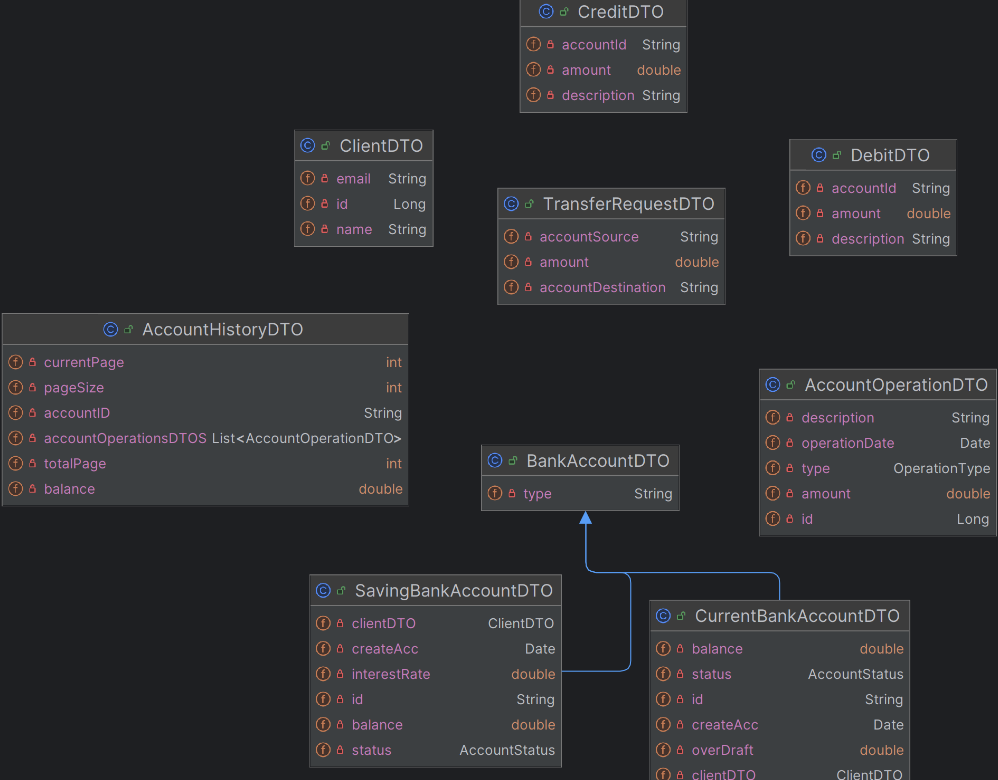 CreditDTO
accountId String
amount double
description String
ClientDTO
email String
id Long
name String
DebitDTO
accountId String
amount double
description String
TransferRequestDTO
accountSource String
amount double
accountDestination String
AccountHistoryDTO
currentPage int
pageSize int
accountID String
accountOperationsDTOS List<AccountOperationDTO>
totalPage int
balance double
AccountOperationDTO
description String
operationDate Date
type OperationType
amount double
id Long
BankAccountDTO
type String
SavingBankAccountDTO
clientDTO ClientDTO
createAcc Date
interestRate double
id String
balance double
status AccountStatus
CurrentBankAccountDTO
balance double
status AccountStatus
id String
createAcc Date
overDraft double
clientDTO ClientDTO